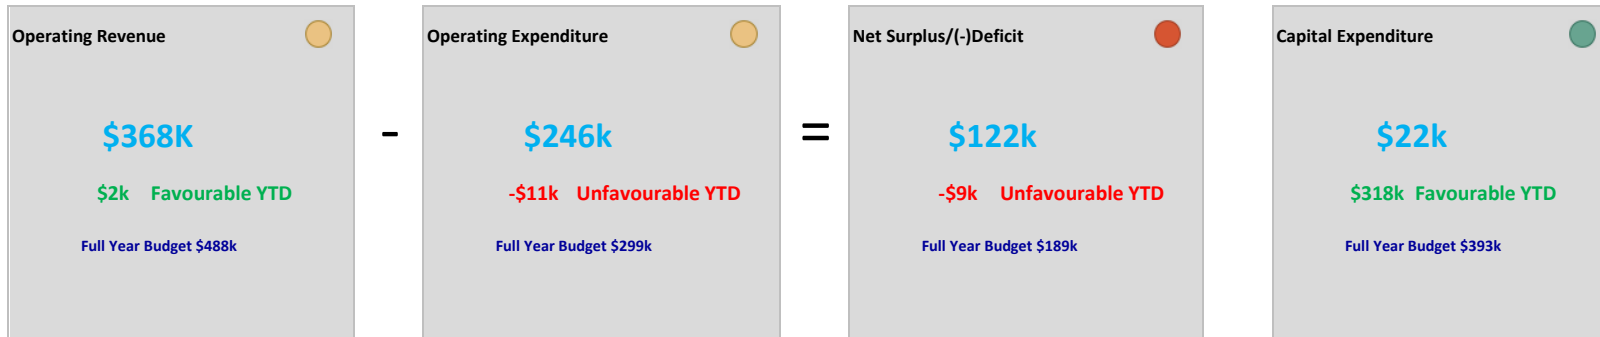 Operating Revenue
$368K
$2k Favourable YTD
Full Year Budget $488k
-
Operating Expenditure
$246k
-$11k Unfavourable YTD
Full Year Budget $299k
=
Net Surplus/(-)Deficit
$122k
-$9k Unfavourable YTD
Full Year Budget $189k
Capital Expenditure
$22k
$318k Favourable YTD
Full Year Budget $393k